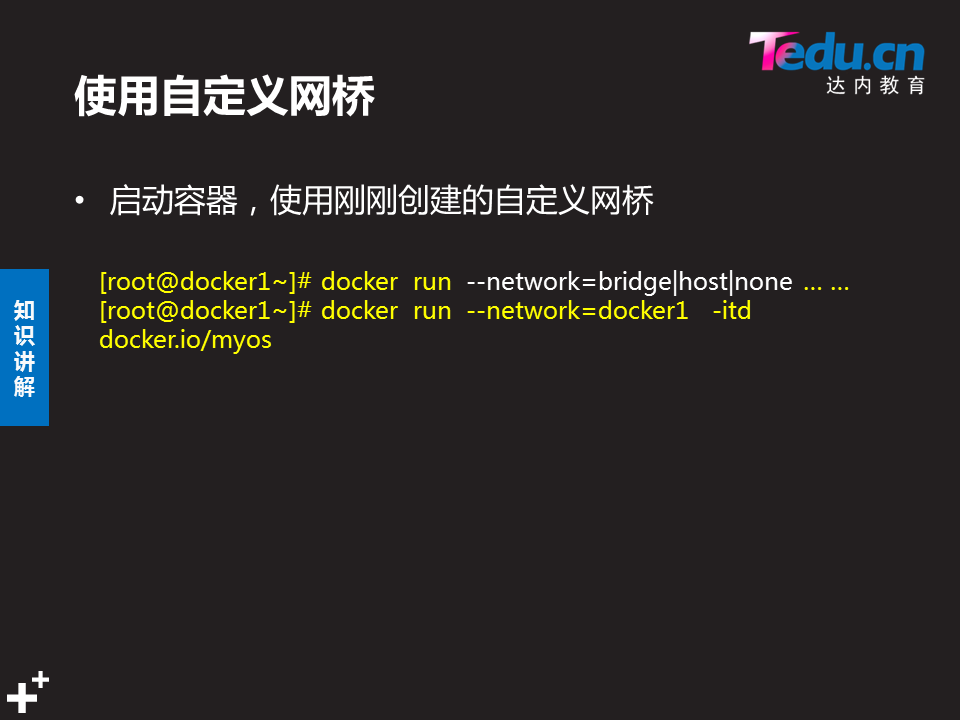 Tedu.cn
达内教育
使用自定义网桥
• 启动容器，使用刚刚创建的自定义网桥
[root@docker1~]# docker run --network=bridge|host|none … …
[root@docker1~]# docker run --network=docker1 -itd
docker.io/myos
知
识
讲
解